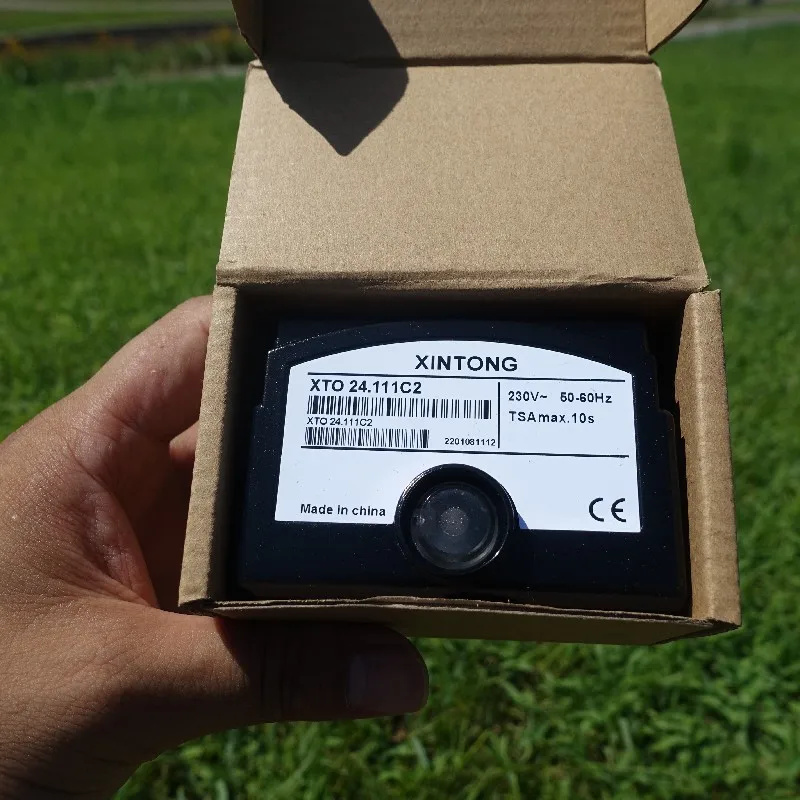 XINTONG
XTO 24.111C2
XTO 24.111C2
2201081112
230V~ 50-60Hz
TSAmax.10s
Made in china
CE